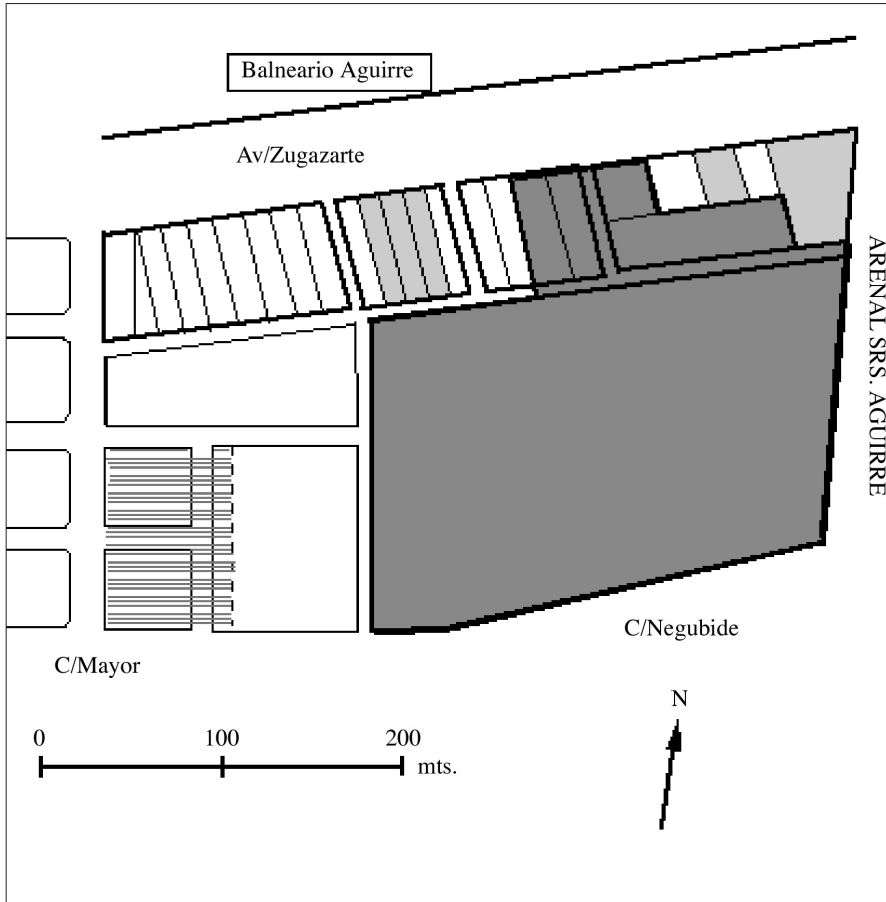 Balneario Aguirre
Av/Zugazarte
ARENAL SRS. AGUIRRE
C/Negubide
C/Mayor
N
0 100 200
mts.